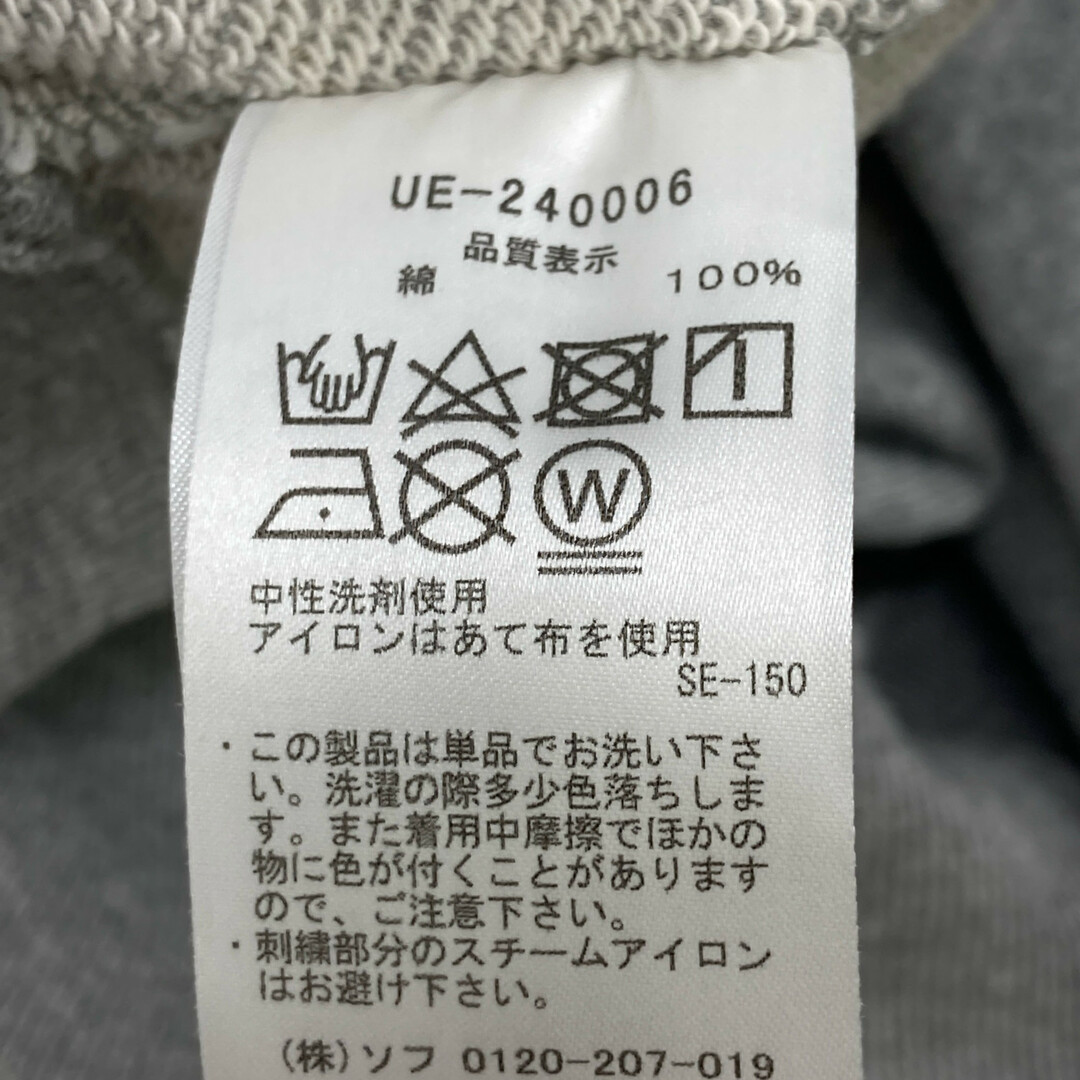 UE-240006
品質表示
綿 100%
W
中性洗剤使用
アイロンはあて布を使用
SE-150
・この製品は単品でお洗い下さ
い。洗濯の際多少色落ちしま
す。また着用中摩擦でほかの
物に色が付くことがあります
ので、ご注意下さい。
・刺繍部分のスチームアイロン
はお避け下さい。
(株)ソフ 0120-207-019